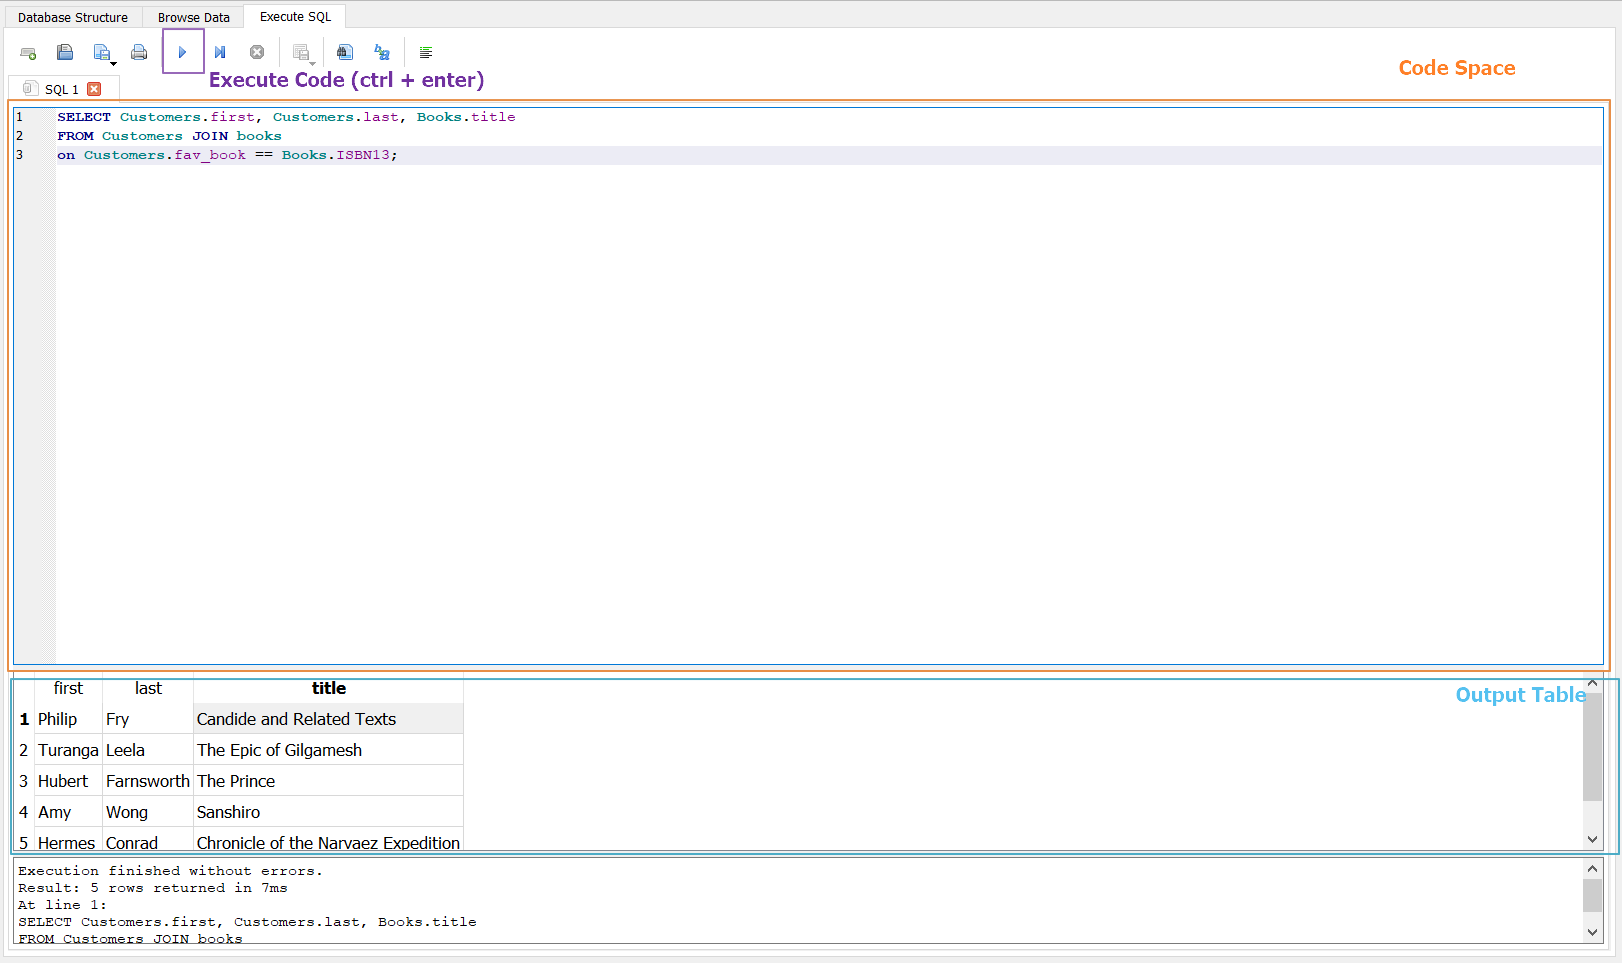 Database Structure Browse Data Execute SQL
Execute Code (ctrl + enter)
Code Space
SQL 1
1 SELECT Customers.first, Customers.last, Books.title
2 FROM Customers JOIN books
3 on Customers.fav_book == Books.ISBN13;
Output Table
first last title
1 Philip Fry Candide and Related Texts
2 Turanga Leela The Epic of Gilgamesh
3 Hubert Farnsworth The Prince
4 Amy Wong Sanshiro
5 Hermes Conrad Chronicle of the Narvaez Expedition
Execution finished without errors.
Result: 5 rows returned in 7ms
At line 1:
SELECT Customers.first, Customers.last, Books.title
FROM Customers JOIN books